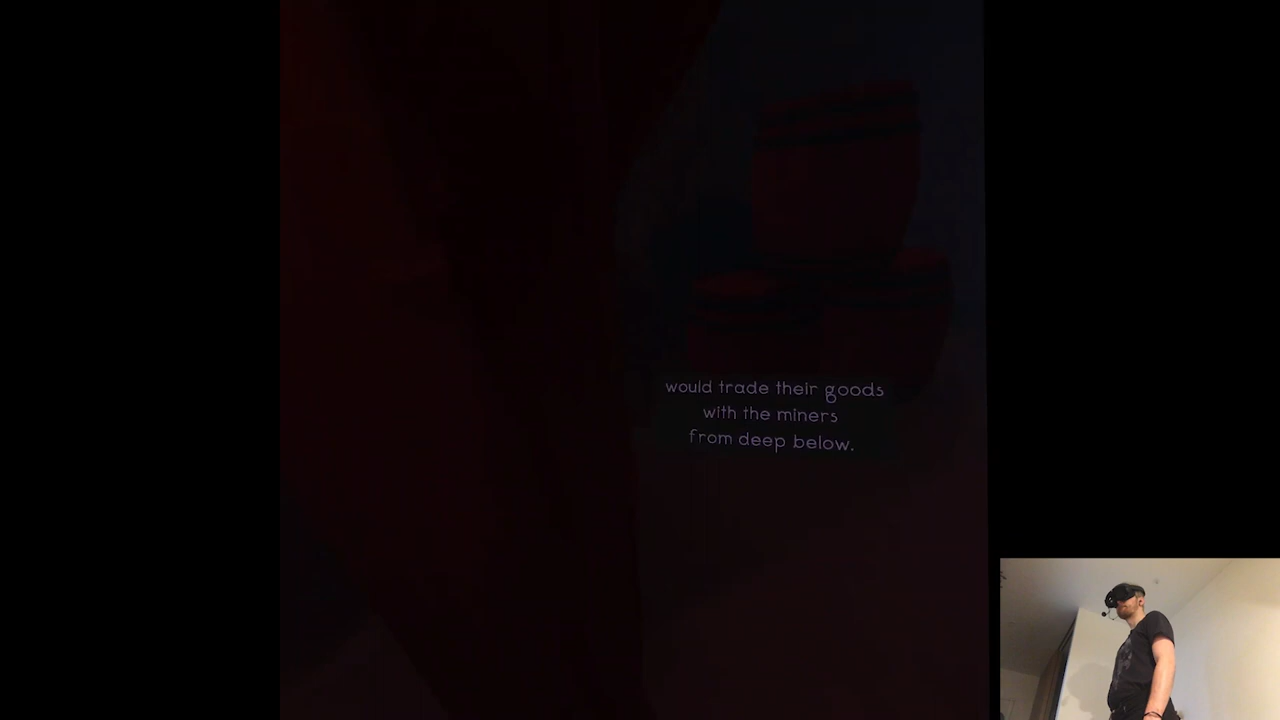 would trade their goods
with the miners
from deep below.